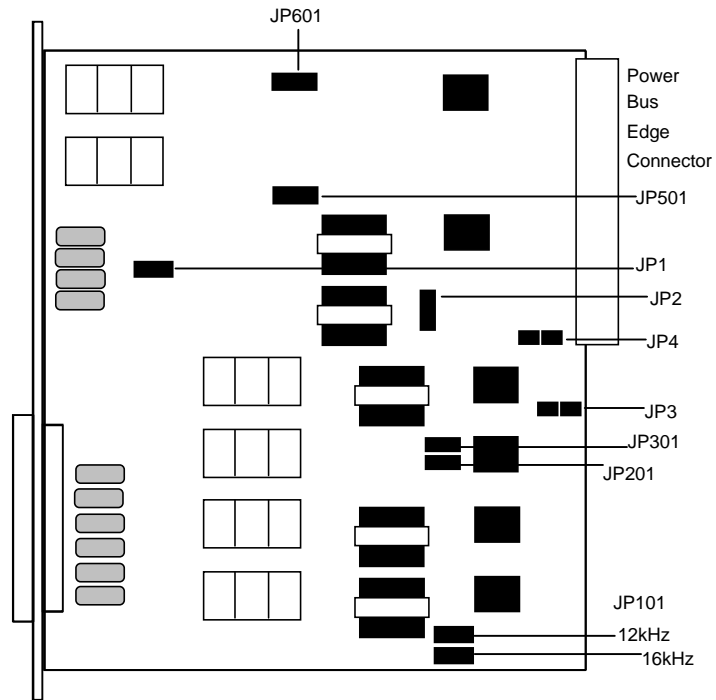 JP601
Power
Bus
Edge
Connector
JP501
JP1
JP2
JP4
JP3
JP301
JP201
JP101
12kHz
16kHz